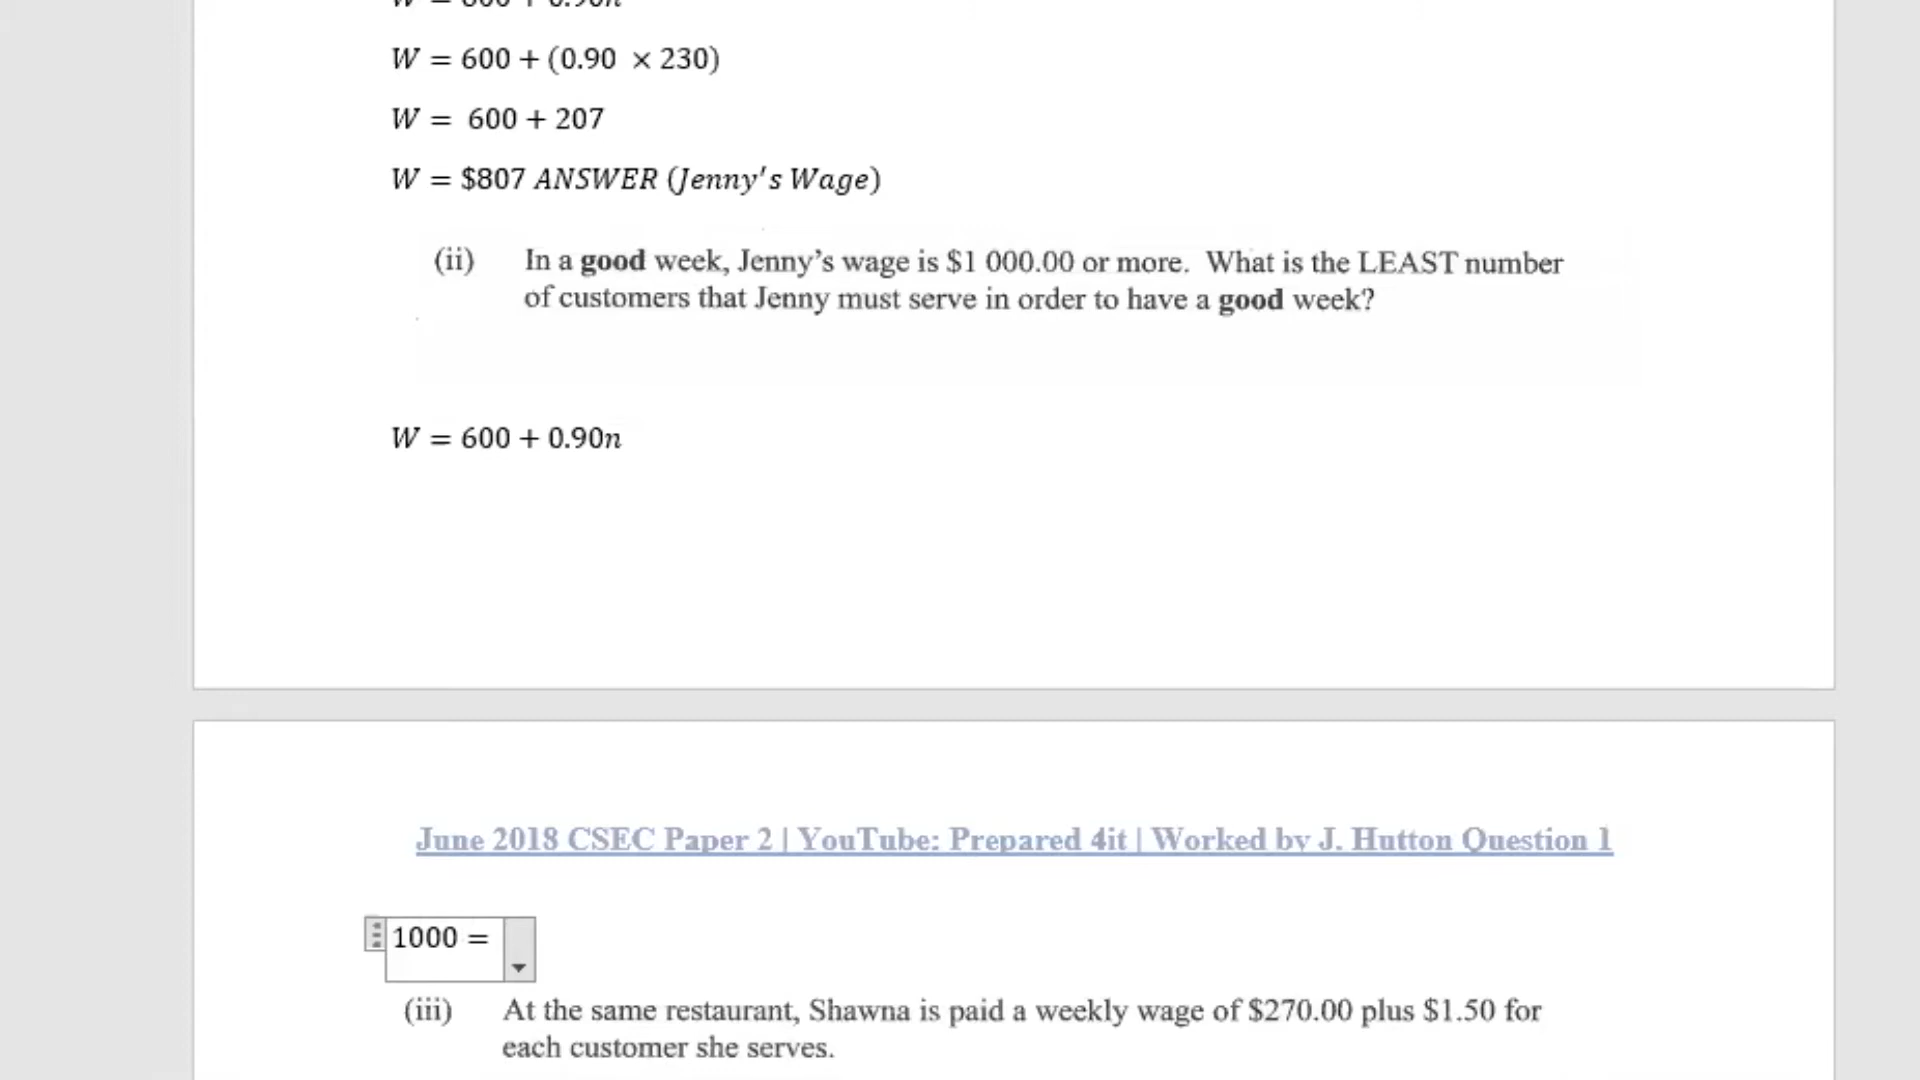 W = 600 + 0.90n
W = 600 + (0.90 × 230)
W = 600 + 207
W = $807 ANSWER (Jenny's Wage)
(ii) In a good week, Jenny’s wage is $1 000.00 or more. What is the LEAST number
of customers that Jenny must serve in order to have a good week?
W = 600 + 0.90n
June 2018 CSEC Paper 2 | YouTube: Prepared 4it | Worked by J. Hutton Question 1
1000 =
(iii) At the same restaurant, Shawna is paid a weekly wage of $270.00 plus $1.50 for
each customer she serves.